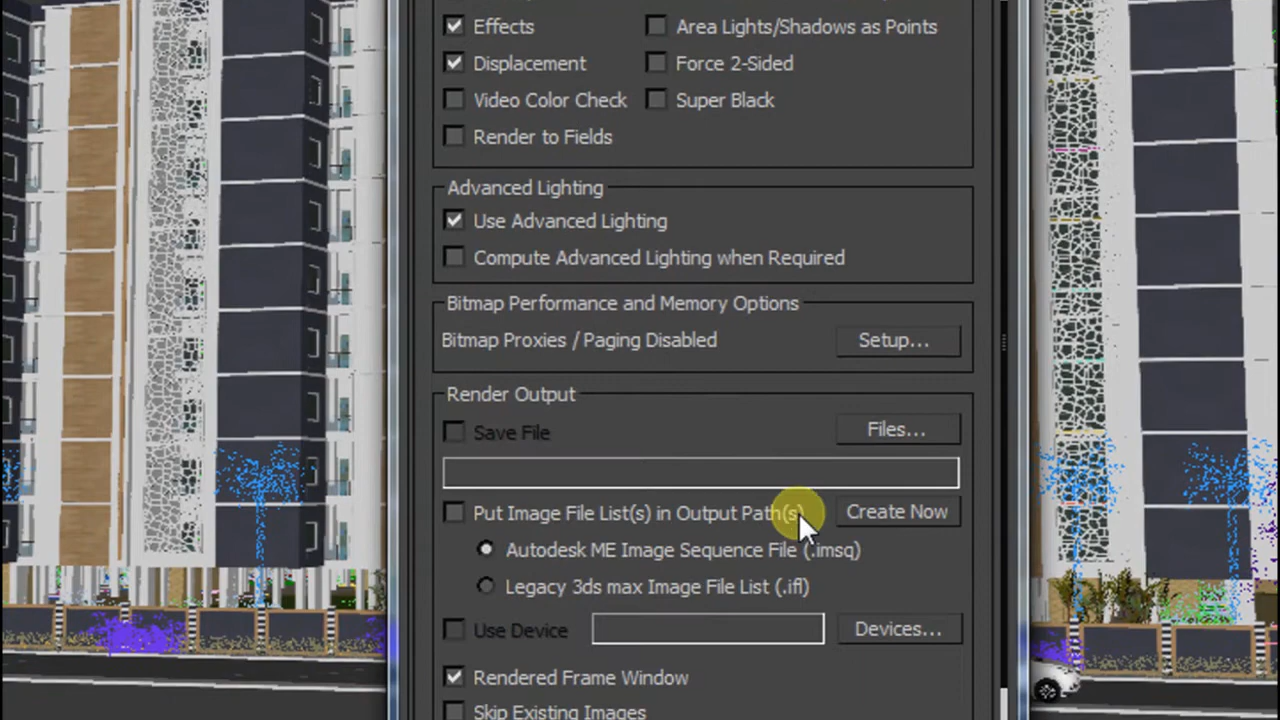 Effects
Area Lights/Shadows as Points
Displacement
Force 2-Sided
Video Color Check
Super Black
Render to Fields
Advanced Lighting
Use Advanced Lighting
Compute Advanced Lighting when Required
Bitmap Performance and Memory Options
Bitmap Proxies / Paging Disabled
Setup...
Render Output
Save File
Files...
Put Image File List(s) in Output Path(s)
Create Now
Autodesk ME Image Sequence File (.imsq)
Legacy 3ds max Image File List (.ifl)
Use Device
Devices...
Rendered Frame Window
Skip Existing Images